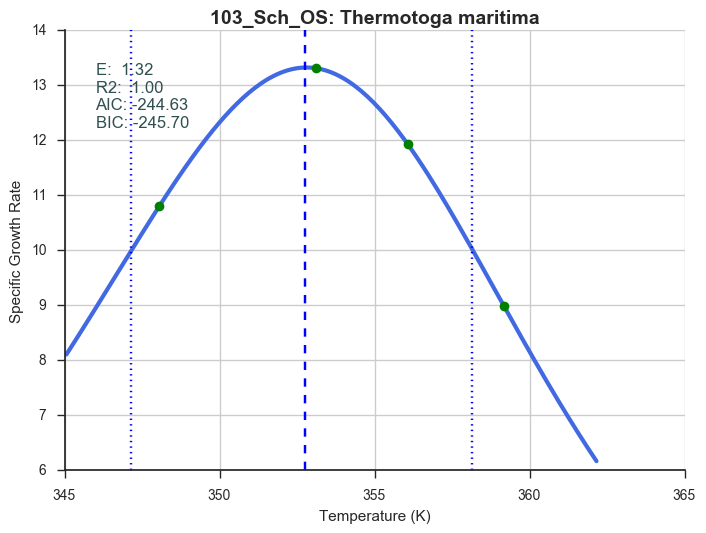 103_Sch_OS: Thermotoga maritima
E: 1.32
R2: 1.00
AIC: -244.63
BIC: -245.70
Specific Growth Rate
14
13
12
11
10
9
8
7
6
345
350
355
360
365
Temperature (K)